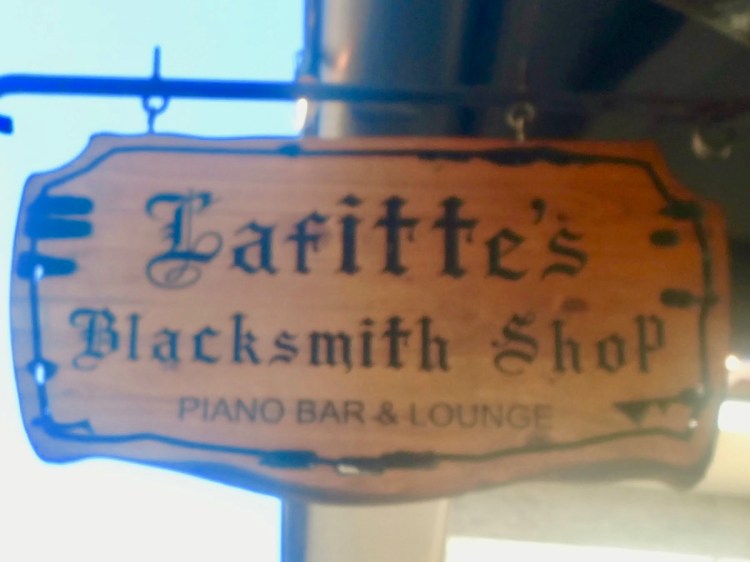 Lafitte's
Blacksmith Shop
PIANO BAR & LOUNGE